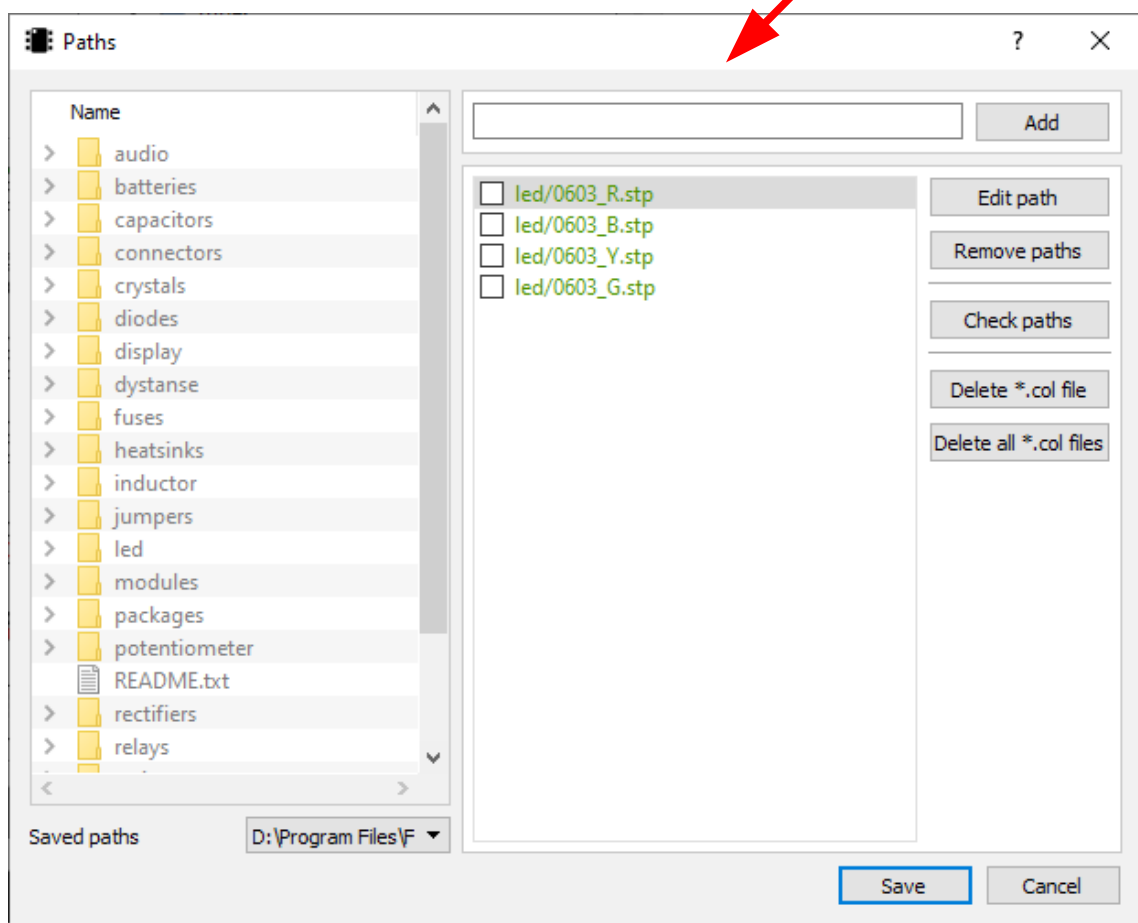 Paths
?
Name
audio
batteries
capacitors
connectors
crystals
diodes
display
dystanse
fuses
heatsinks
inductor
jumpers
led
modules
packages
potentiometer
README.txt
rectifiers
relays
Saved paths
D:\Program Files\F
Add
led/0603_R.stp
led/0603_B.stp
led/0603_Y.stp
led/0603_G.stp
Edit path
Remove paths
Check paths
Delete *.col file
Delete all *.col files
Save
Cancel